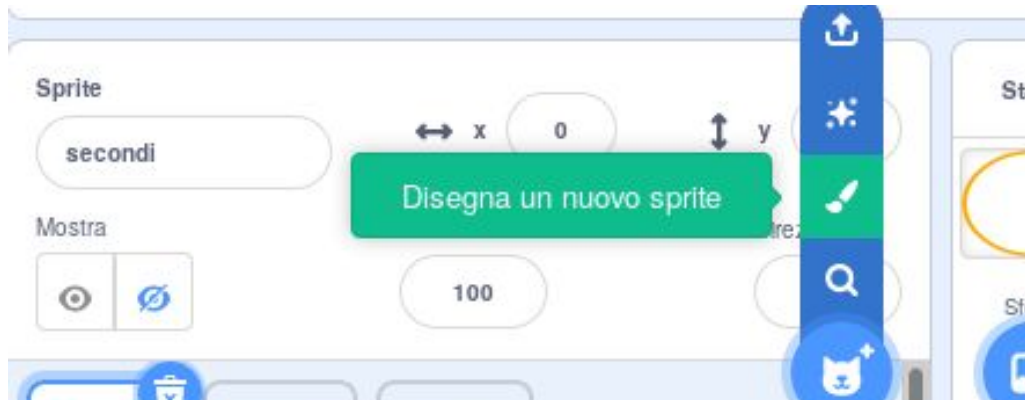 Sprite
secondi
x
0
y
Disegna un nuovo sprite
Mostra
100